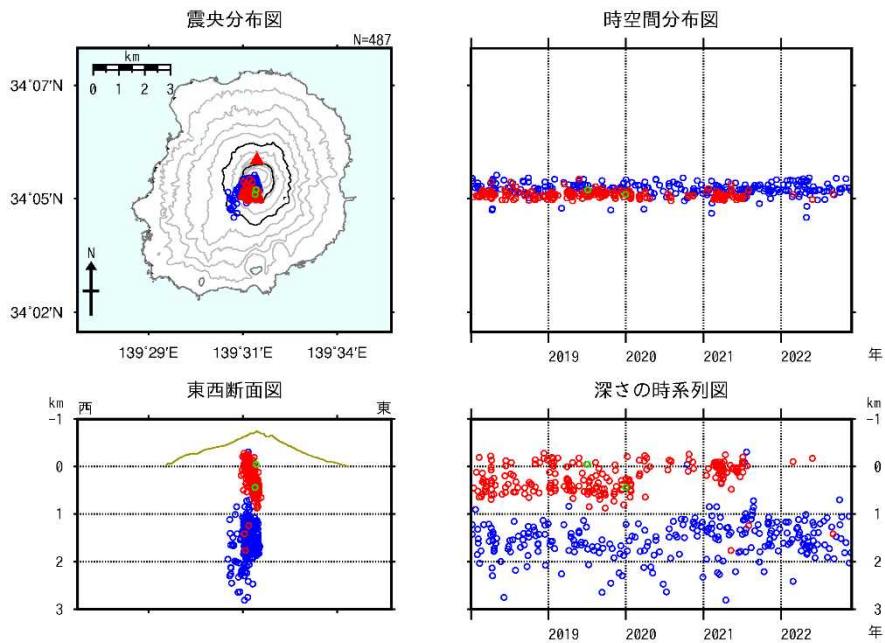 震央分布図
N=487
km
0 1 2 3
34°07'N
34°05'N
34°02'N
N
139°29'E 139°31'E 139°34'E
時空間分布図
2019 2020 2021 2022 年
東西断面図
km 西 東
-1
0
1
2
3
深さの時系列図
km
-1
0
1
2
3
2019 2020 2021 2022 年